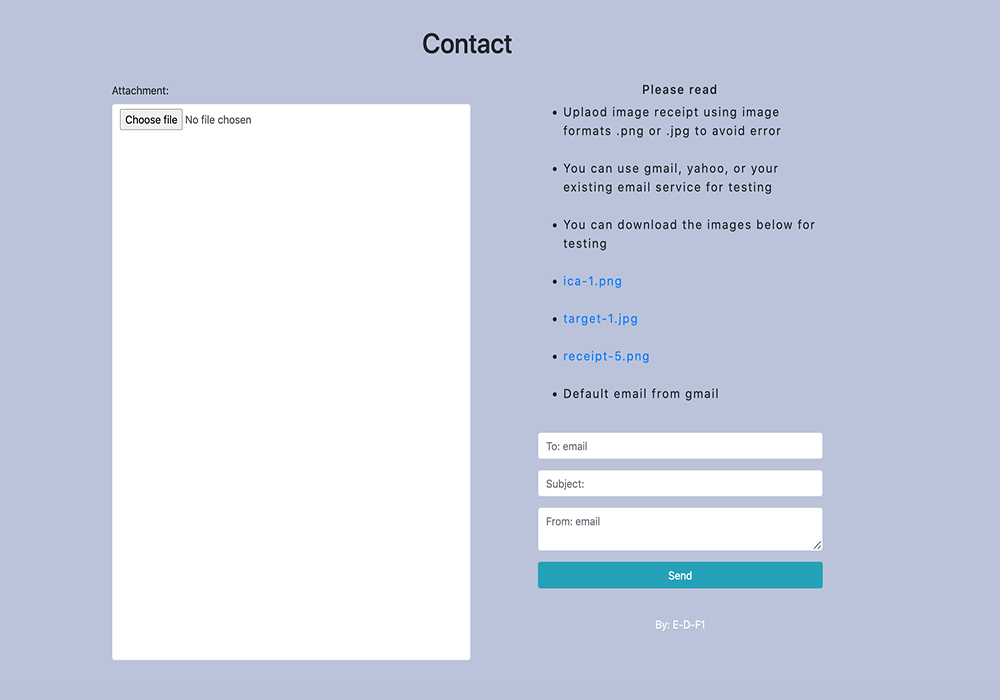 Contact
Attachment:
Choose file No file chosen
Please read
• Uplaod image receipt using image
formats .png or .jpg to avoid error
• You can use gmail, yahoo, or your
existing email service for testing
• You can download the images below for
testing
• ica-1.png
• target-1.jpg
• receipt-5.png
• Default email from gmail
To: email
Subject:
From: email
Send
By: E-D-F1